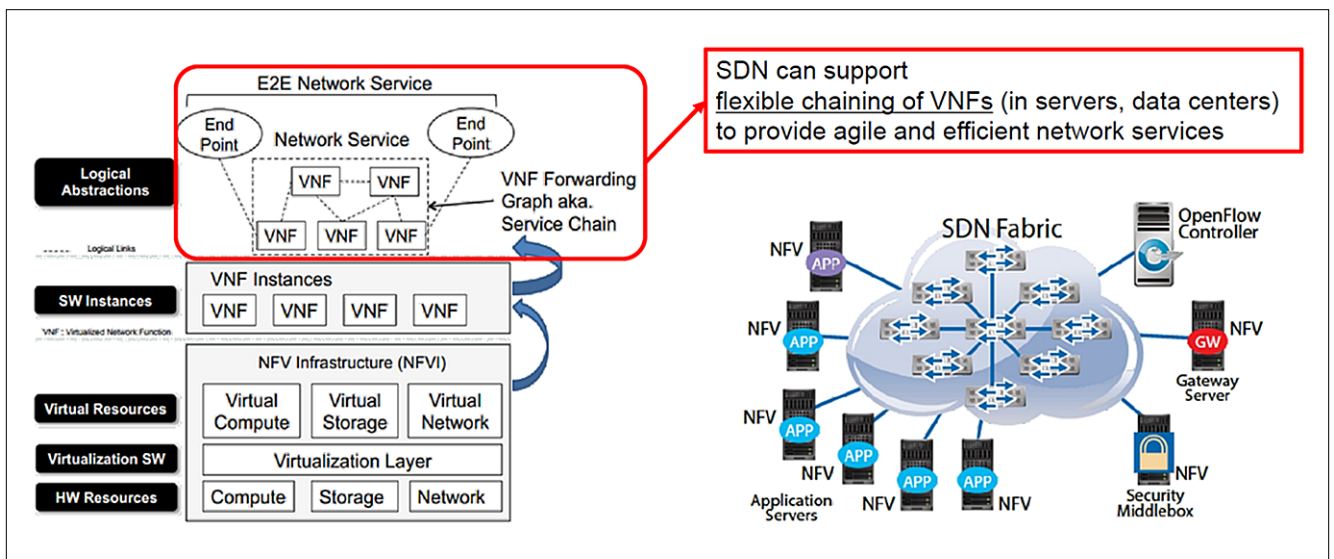 E2E Network Service
End
Point
Network Service
End
Point
VNF
VNF
VNF
VNF
VNF
VNF Forwarding
Graph aka.
Service Chain
Logical
Abstractions
Logical Links
VNF Instances
VNF
VNF
VNF
VNF
SW Instances
VNF : Virtualized Network Function
NFV Infrastructure (NFVI)
Virtual
Compute
Virtual
Storage
Virtual
Network
Virtual Resources
Virtualization Layer
Virtualization SW
Compute
Storage
Network
HW Resources
SDN can support
flexible chaining of VNFs (in servers, data centers)
to provide agile and efficient network services
SDN Fabric
OpenFlow
Controller
NFV
APP
NFV
APP
NFV
GW
Gateway
Server
NFV
APP
NFV
APP
NFV
APP
APP
NFV
NFV
Application
Servers
Security
Middlebox